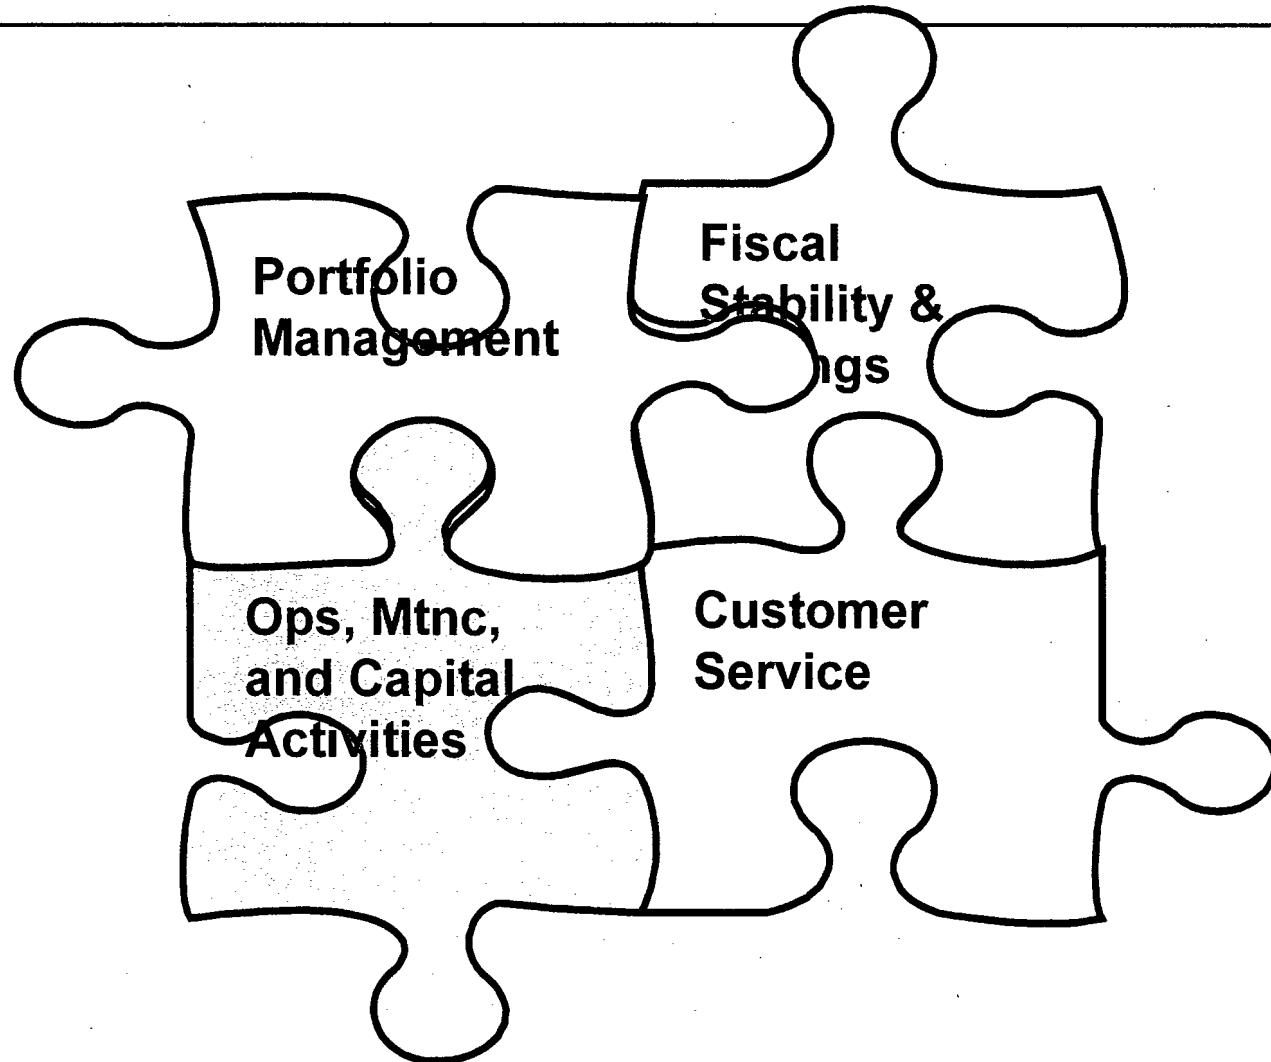 Portfolio
Management
Fiscal
Stability &
Ops, Mtnc,
and Capital
Activities
Customer
Service